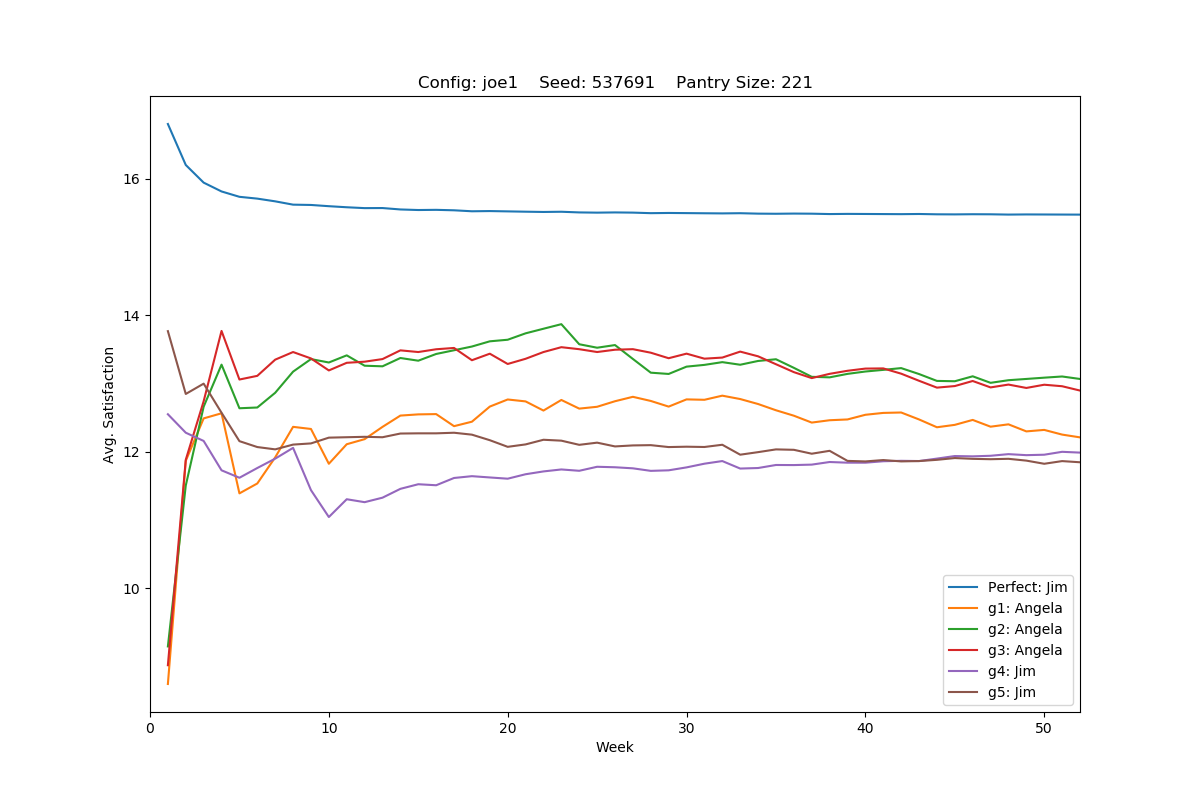 Config: joe1    Seed: 537691    Pantry Size: 221
Avg. Satisfaction
16
14
12
10
0
10
20
30
40
50
Week
Perfect: Jim
g1: Angela
g2: Angela
g3: Angela
g4: Jim
g5: Jim